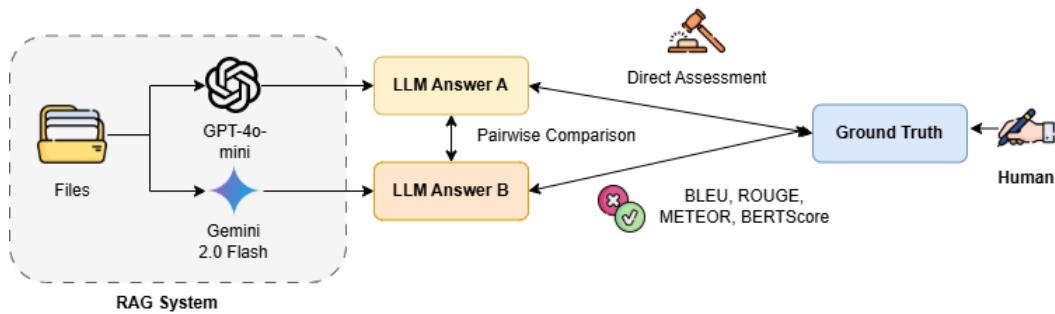 Files
GPT-4o-
mini
Gemini
2.0 Flash
RAG System
LLM Answer A
Pairwise Comparison
LLM Answer B
Direct Assessment
BLEU, ROUGE,
METEOR, BERTScore
Ground Truth
Human